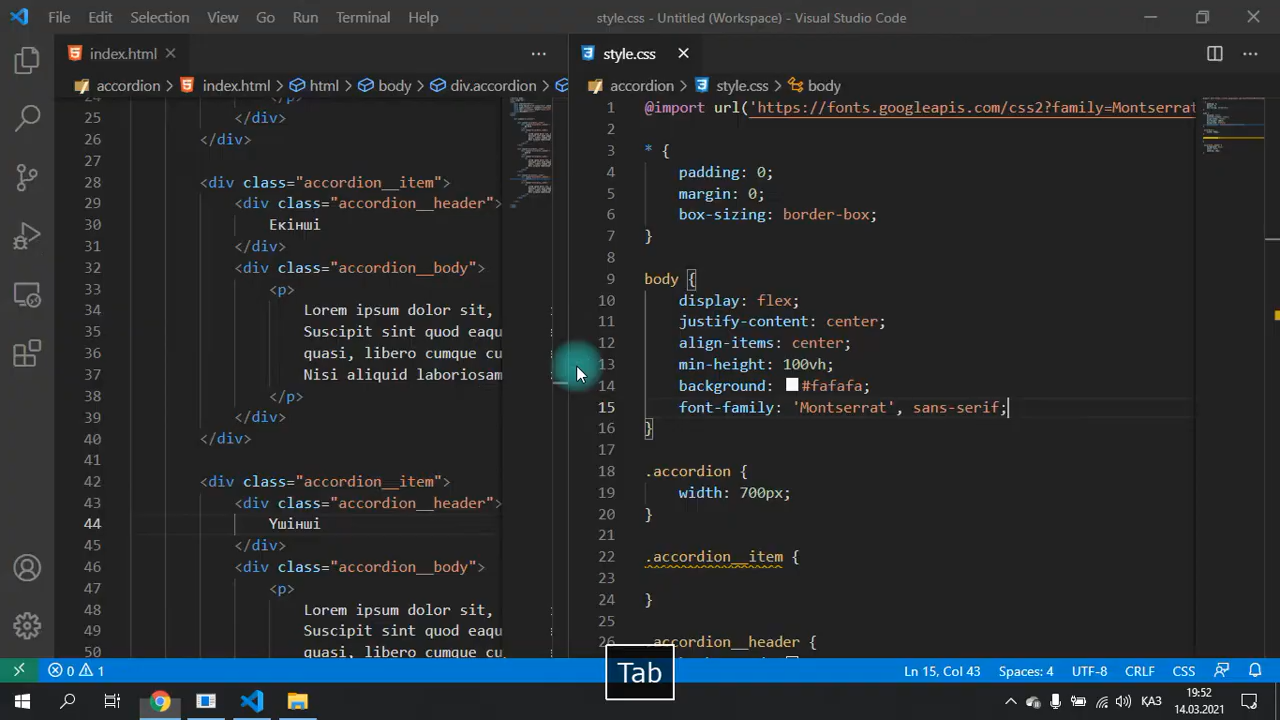 File Edit Selection View Go Run Terminal Help style.css - Untitled (Workspace) - Visual Studio Code
index.html
accordion > index.html > html > body > div.accordion >
25 </div>
26 </div>
27
28 <div class="accordion__item">
29 <div class="accordion__header">
30 Екінші
31 </div>
32 <div class="accordion__body">
33 <p>
34 Lorem ipsum dolor sit,
35 Suscipit sint quod eaqu
36 quasi, libero cumque cu
37 Nisi aliquid laboriosam
38 </p>
39 </div>
40 </div>
41
42 <div class="accordion__item">
43 <div class="accordion__header">
44 Үшінші
45 </div>
46 <div class="accordion__body">
47 <p>
48 Lorem ipsum dolor sit,
49 Suscipit sint quod eaqu
50 quasi, libero cumque cu
style.css
accordion > style.css > body
1 @import url('https://fonts.googleapis.com/css2?family=Montserrat
2
3 * {
4 padding: 0;
5 margin: 0;
6 box-sizing: border-box;
7 }
8
9 body {
10 display: flex;
11 justify-content: center;
12 align-items: center;
13 min-height: 100vh;
14 background: #fafafa;
15 font-family: 'Montserrat', sans-serif;
16 }
17
18 .accordion {
19 width: 700px;
20 }
21
22 .accordion__item {
23
24 }
25
26 .accordion__header {
Tab
0 1 Ln 15, Col 43 Spaces: 4 UTF-8 CRLF CSS
ҚАЗ 19:52
14.03.2021